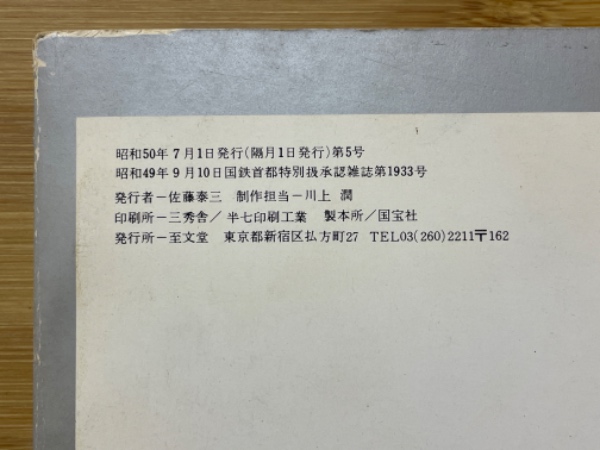 昭和50年7月1日発行(隔月1日発行)第5号
昭和49年9月10日国鉄首都特別扱承認雑誌第1933号
発行者－佐藤泰三　制作担当－川上　潤
印刷所－三秀舎／半七印刷工業　製本所／国宝社
発行所－至文堂　東京都新宿区払方町27　TEL03(260)2211〒162